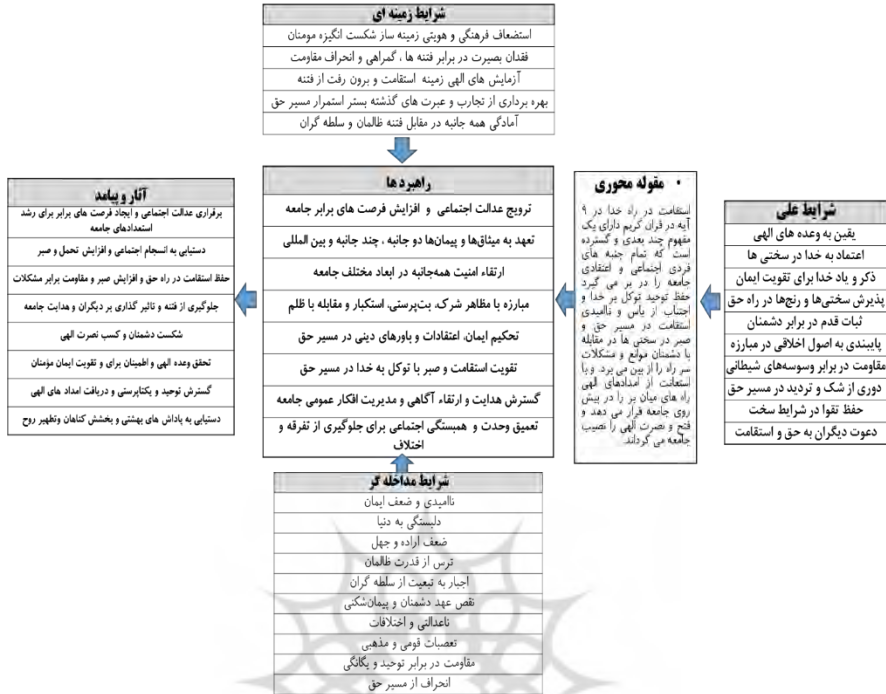 شرایط زمینه ای
استضعاف فرهنگی و هویتی زمینه ساز شکست انگیزه مومنان
فقدان بصیرت در برابر فتنه ها ، گمراهی و انحراف مقاومت
آزمایش های الهی زمینه استقامت و برون رفت از فتنه
بهره برداری از تجارب و عبرت های گذشته بستر استمرار مسیر حق
آمادگی همه جانبه در مقابل فتنه ظالمان و سلطه گران
شرایط علی
یقین به وعده های الهی
اعتماد به خدا در سختی ها
ذکر و یاد خدا برای تقویت ایمان
پذیرش سختی‌ها و رنج‌ها در راه حق
ثبات قدم در برابر دشمنان
پایبندی به اصول اخلاقی در مبارزه
مقاومت در برابر وسوسه‌های شیطانی
دوری از شک و تردید در مسیر حق
حفظ تقوا در شرایط سخت
دعوت دیگران به حق و استقامت
• مقوله محوری
استقامت در راه خدا در ۹
آیه در قران کریم دارای یک
مفهوم چند بعدی و گسترده
است که تمام جنبه های
فردی اجتماعی و اعتقادی
جامعه را در بر می گیرد
حفظ توحید توکل بر خدا و
اجتناب از یاس و ناامیدی
استقامت در مسیر حق و
صبر در سختی ها در مقابله
با دشمنان موانع و مشکلات
سر راه را از بین می برد. و با
استعانت از امدادهای الهی
راه های میان بر را در پیش
روی جامعه قرار می دهد و
فتح و نصرت الهی را نصیب
جامعه می گرداند.
راهبرد ها
ترویج عدالت اجتماعی و افزایش فرصت های برابر جامعه
تعهد به میثاق‌ها و پیمان‌ها دو جانبه ، چند جانبه و بین المللی
ارتقاء امنیت همه‌جانبه در ابعاد مختلف جامعه
مبارزه با مظاهر شرک، بت‌پرستی، استکبار و مقابله با ظلم
تحکیم ایمان، اعتقادات و باورهای دینی در مسیر حق
تقویت استقامت و صبر با توکل به خدا در مسیر حق
گسترش هدایت و ارتقاء آگاهی و مدیریت افکار عمومی جامعه
تعمیق وحدت و همبستگی اجتماعی برای جلوگیری از تفرقه و
اختلاف
آثار و پیامد
برقراری عدالت اجتماعی و ایجاد فرصت های برابر برای رشد
استعدادهای جامعه
دستیابی به انسجام اجتماعی و افزایش تحمل و صبر
حفظ استقامت در راه حق و افزایش صبر و مقاومت برابر مشکلات
جلوگیری از فتنه و تاثیر گذاری بر دیگران و هدایت جامعه
شکست دشمنان و کسب نصرت الهی
تحقق وعده الهی و اطمینان برای و تقویت ایمان مؤمنان
گسترش توحید و یکتاپرستی و دریافت امداد های الهی
دستیابی به پاداش های بهشتی و بخشش گناهان وتطهیر روح
شرایط مداخله گر
ناامیدی و ضعف ایمان
دلبستگی به دنیا
ضعف اراده و جهل
ترس از قدرت ظالمان
اجبار به تبعیت از سلطه گران
نقص عهد دشمنان و پیمان‌شکنی
ناعدالتی و اختلافات
تعصبات قومی و مذهبی
مقاومت در برابر توحید و یگانگی
انحراف از مسیر حق